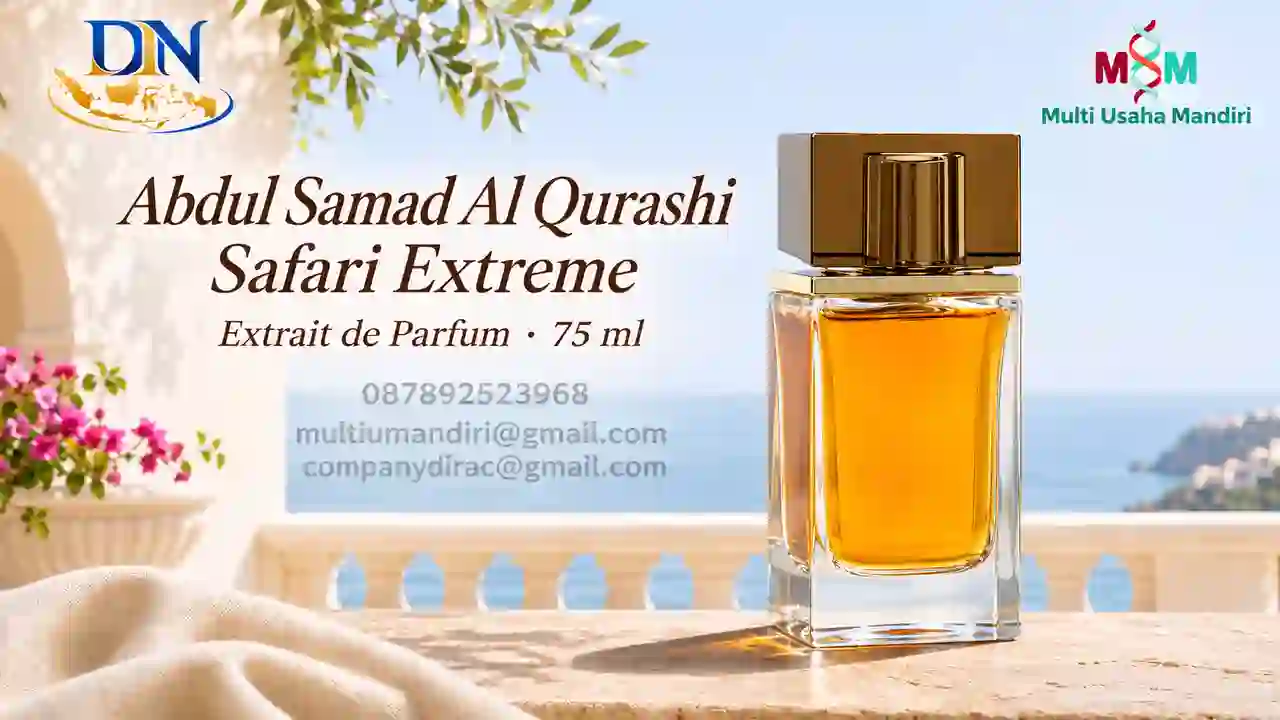 DN
M M
Multi Usaha Mandiri
Abdul Samad Al Qurashi
Safari Extreme
Extrait de Parfum · 75 ml
087892523968
multiumandiri@gmail.com
companydirac@gmail.com